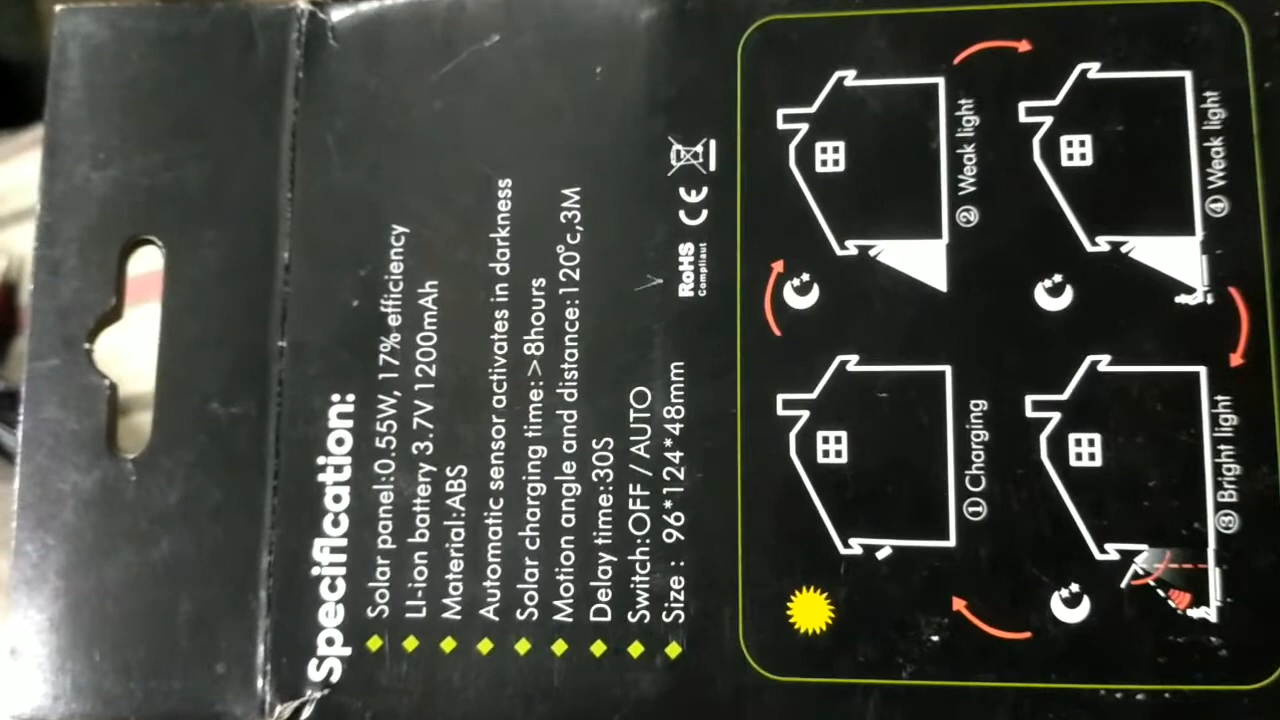 Specification:
Solar panel:0.55W, 17% efficiency
LI-ion battery 3.7V 1200mAh
Material:ABS
Automatic sensor activates in darkness
Solar charging time:>8hours
Motion angle and distance:120°c,3M
Delay time:30S
Switch:OFF / AUTO
Size : 96*124*48mm
RoHS
Compliaut
CE
① Charging
② Weak light
③ Bright light
④ Weak light